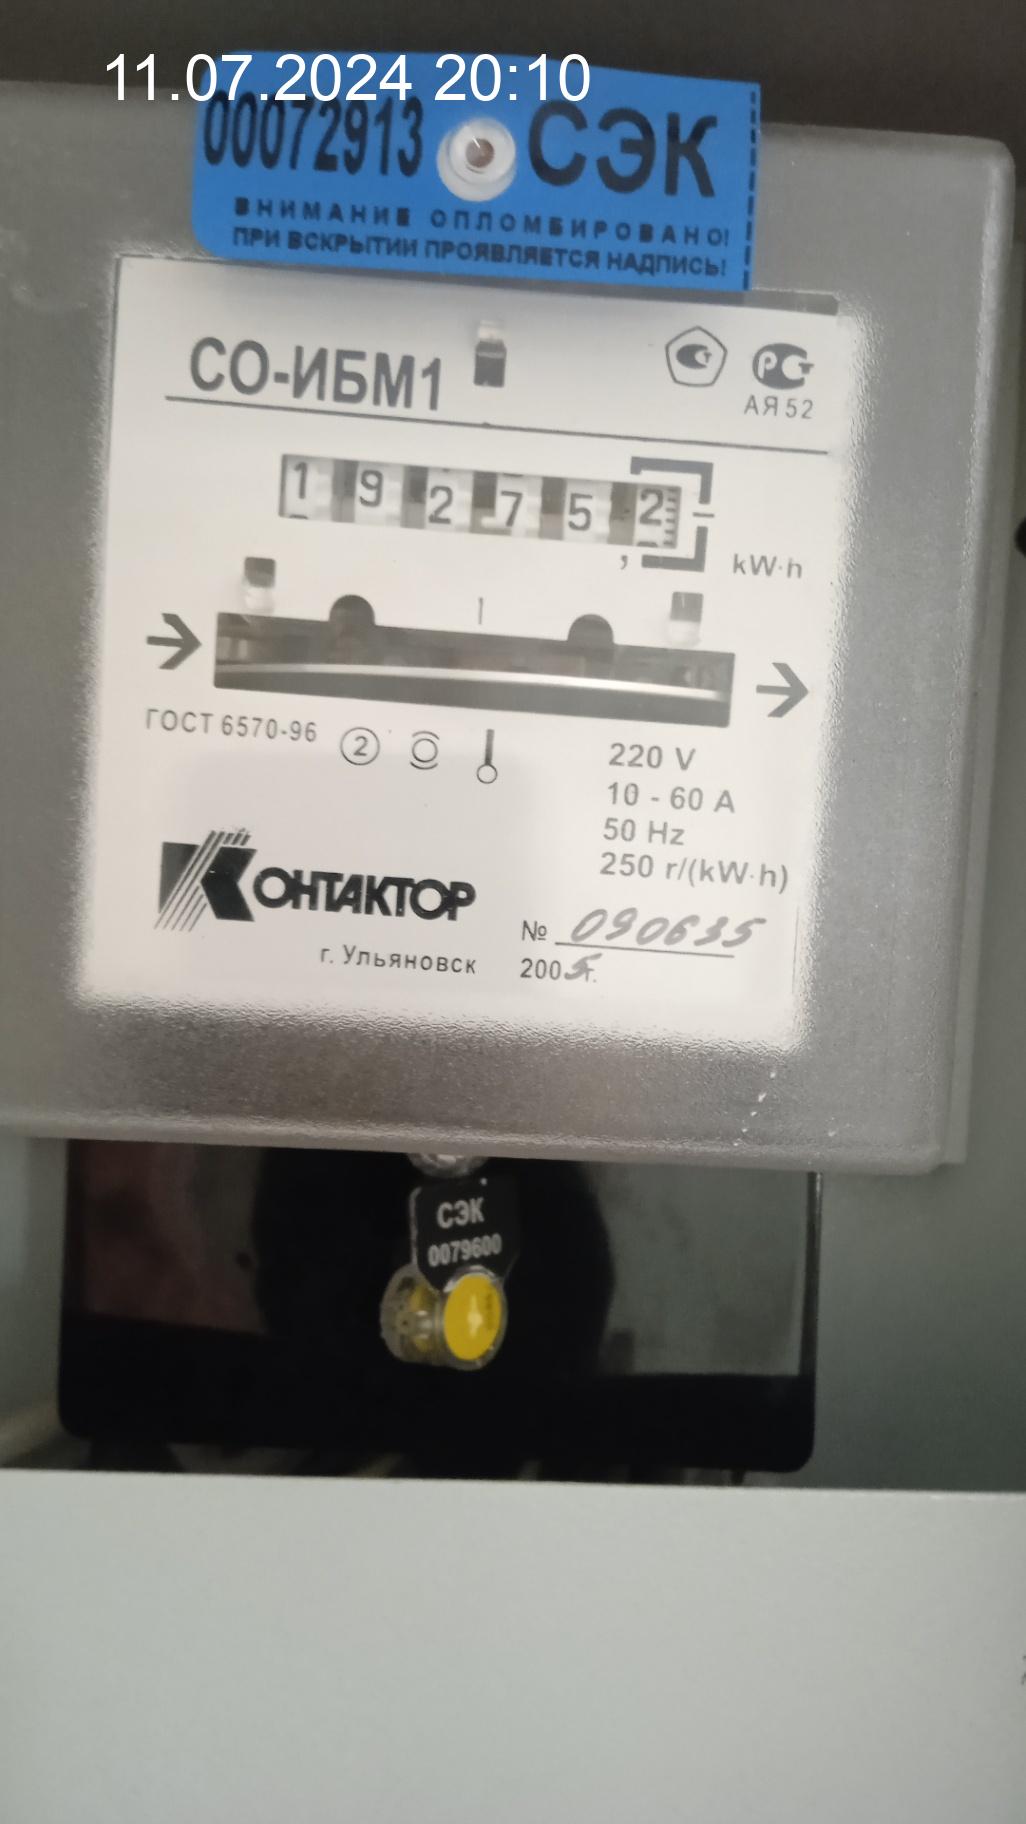 11.07.2024 20:10
00072913 СЭК
ВНИМАНИЕ ОПЛОМБИРОВАНО!
ПРИ ВСКРЫТИИ ПРОЯВЛЯЕТСЯ НАДПИСЬ!
СО-ИБМ1
РСТ
АЯ52
1 9 2 7 5 , 2
kW·h
ГОСТ 6570-96
2
220 V
10 - 60 A
50 Hz
250 r/(kW·h)
КОНТАКТОР
№ 090635
г. Ульяновск
2005г.
СЭК
0079600